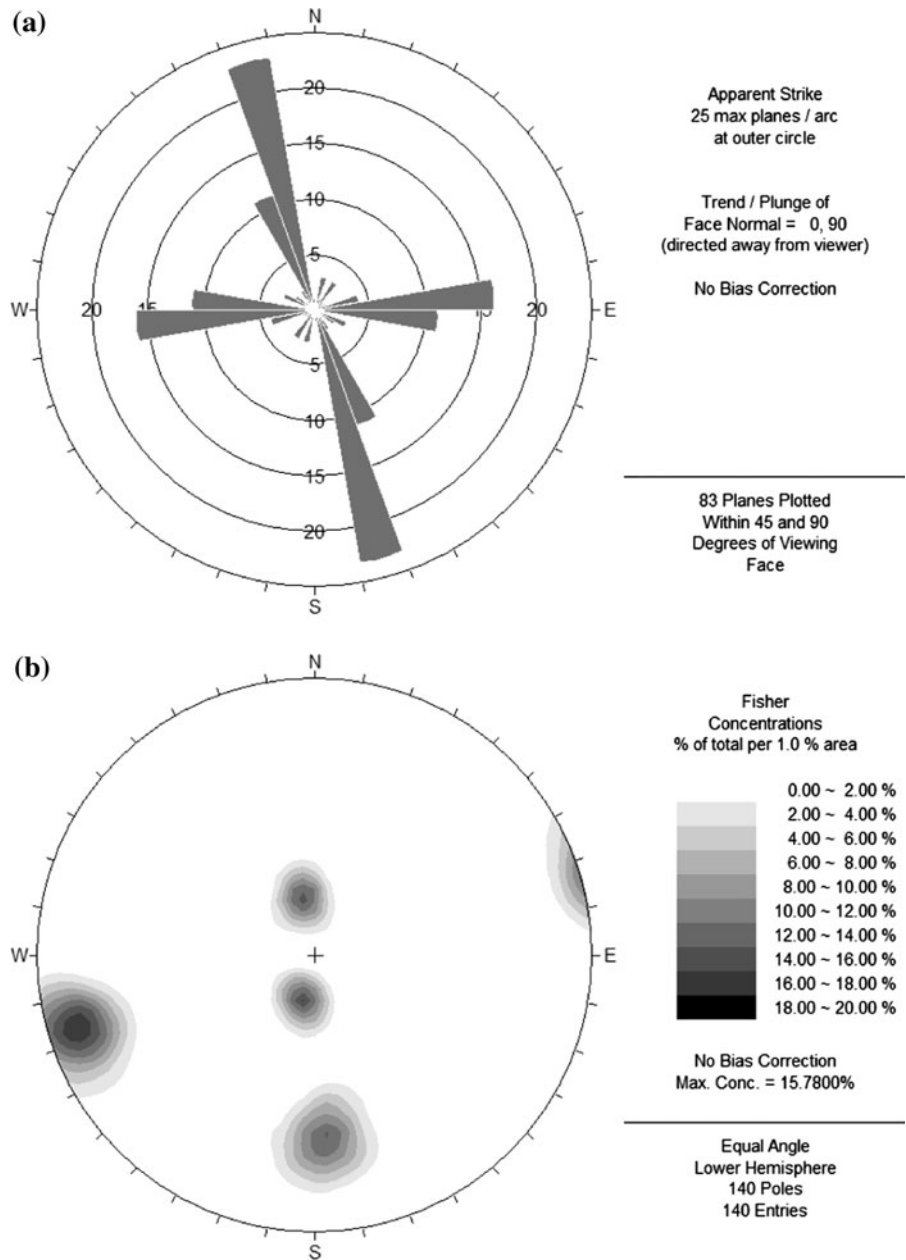 (a)
N
20
15
10
5
W
20
15
15
20
E
5
10
15
20
S
Apparent Strike
25 max planes / arc
at outer circle
Trend / Plunge of
Face Normal = 0, 90
(directed away from viewer)
No Bias Correction
83 Planes Plotted
Within 45 and 90
Degrees of Viewing
Face
(b)
N
W
E
S
Fisher
Concentrations
% of total per 1.0 % area
0.00 ~ 2.00 %
2.00 ~ 4.00 %
4.00 ~ 6.00 %
6.00 ~ 8.00 %
8.00 ~ 10.00 %
10.00 ~ 12.00 %
12.00 ~ 14.00 %
14.00 ~ 16.00 %
16.00 ~ 18.00 %
18.00 ~ 20.00 %
No Bias Correction
Max. Conc. = 15.7800%
Equal Angle
Lower Hemisphere
140 Poles
140 Entries